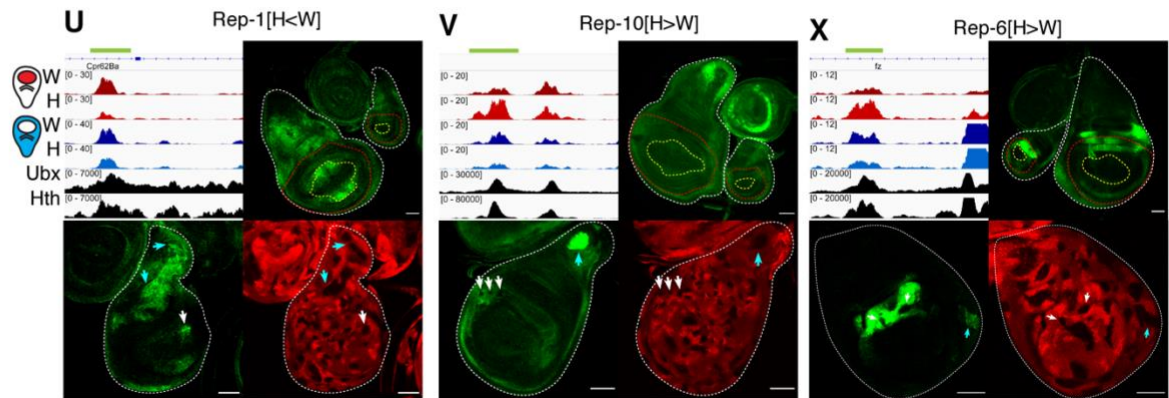 U Rep-1[H<W] V Rep-10[H>W] X Rep-6[H>W]
Cpr62Ba fz
W [0 - 30] [0 - 20] [0 - 12]
H [0 - 30] [0 - 20] [0 - 12]
W [0 - 40] [0 - 20] [0 - 12]
H [0 - 40] [0 - 20] [0 - 12]
Ubx [0 - 7000] [0 - 30000] [0 - 20000]
Hth [0 - 7000] [0 - 80000] [0 - 20000]